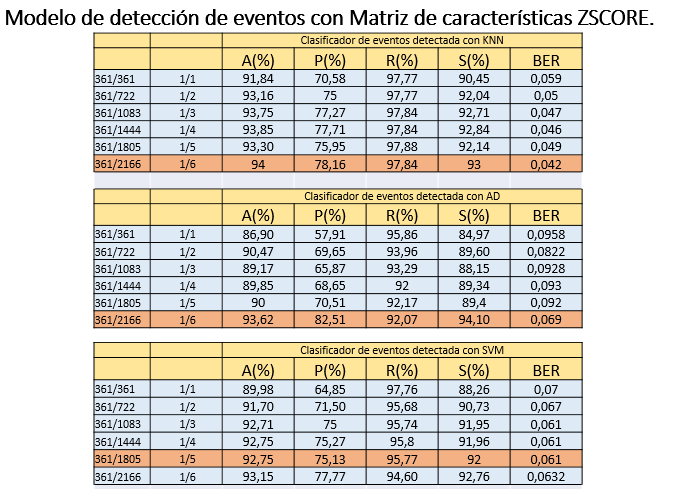 Modelo de detección de eventos con Matriz de características ZSCORE.
Clasificador de eventos detectada con KNN
A(%) P(%) R(%) S(%) BER
361/361 1/1 91,84 70,58 97,77 90,45 0,059
361/722 1/2 93,16 75 97,77 92,04 0,05
361/1083 1/3 93,75 77,27 97,84 92,71 0,047
361/1444 1/4 93,85 77,71 97,84 92,84 0,046
361/1805 1/5 93,30 75,95 97,88 92,14 0,049
361/2166 1/6 94 78,16 97,84 93 0,042
Clasificador de eventos detectada con AD
A(%) P(%) R(%) S(%) BER
361/361 1/1 86,90 57,91 95,86 84,97 0,0958
361/722 1/2 90,47 69,65 93,96 89,60 0,0822
361/1083 1/3 89,17 65,87 93,29 88,15 0,0928
361/1444 1/4 89,85 68,65 92 89,34 0,093
361/1805 1/5 90 70,51 92,17 89,4 0,092
361/2166 1/6 93,62 82,51 92,07 94,10 0,069
Clasificador de eventos detectada con SVM
A(%) P(%) R(%) S(%) BER
361/361 1/1 89,98 64,85 97,76 88,26 0,07
361/722 1/2 91,70 71,50 95,68 90,73 0,067
361/1083 1/3 92,71 75 95,74 91,95 0,061
361/1444 1/4 92,75 75,27 95,8 91,96 0,061
361/1805 1/5 92,75 75,13 95,77 92 0,061
361/2166 1/6 93,15 77,77 94,60 92,76 0,0632